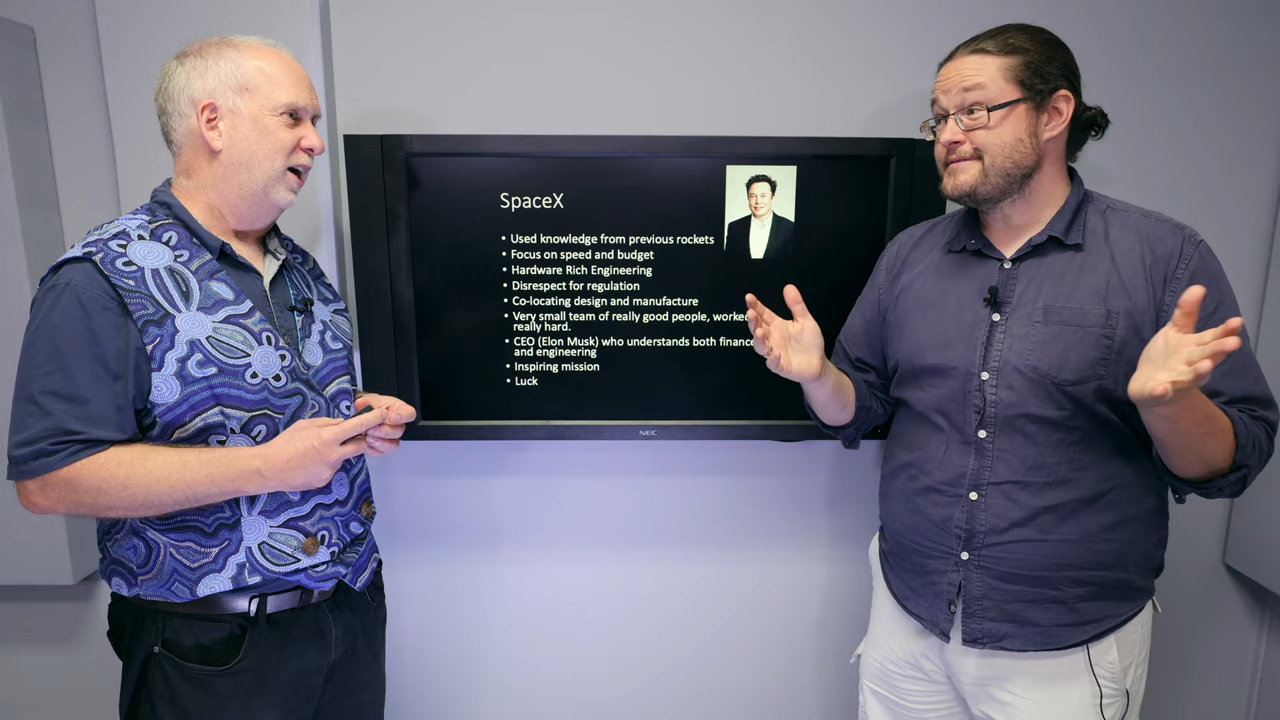 SpaceX
• Used knowledge from previous rockets
• Focus on speed and budget
• Hardware Rich Engineering
• Disrespect for regulation
• Co-locating design and manufacture
• Very small team of really good people, worked
really hard.
• CEO (Elon Musk) who understands both finance
and engineering
• Inspiring mission
• Luck
NEC